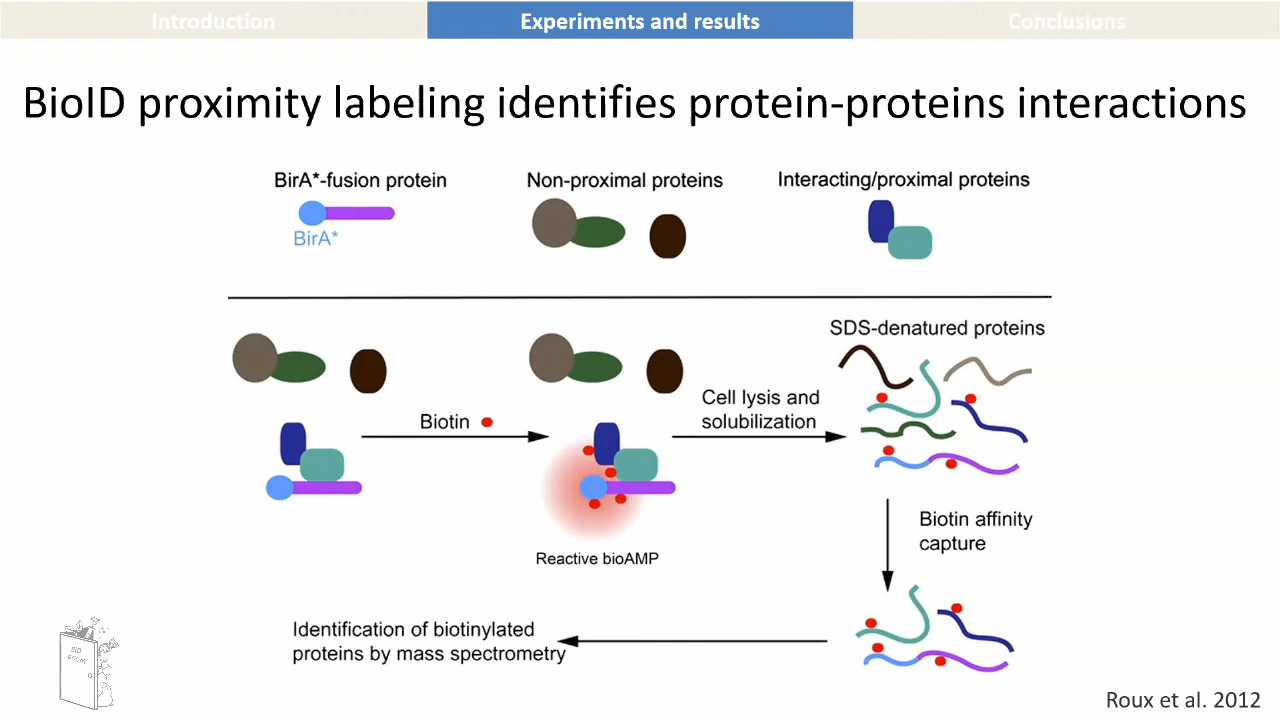 Introduction
Experiments and results
Conclusions
BioID proximity labeling identifies protein-proteins interactions
BirA*-fusion protein
Non-proximal proteins
Interacting/proximal proteins
BirA*
SDS-denatured proteins
Cell lysis and
solubilization
Biotin
Biotin affinity
capture
Reactive bioAMP
Identification of biotinylated
proteins by mass spectrometry
BIO
Roux et al. 2012